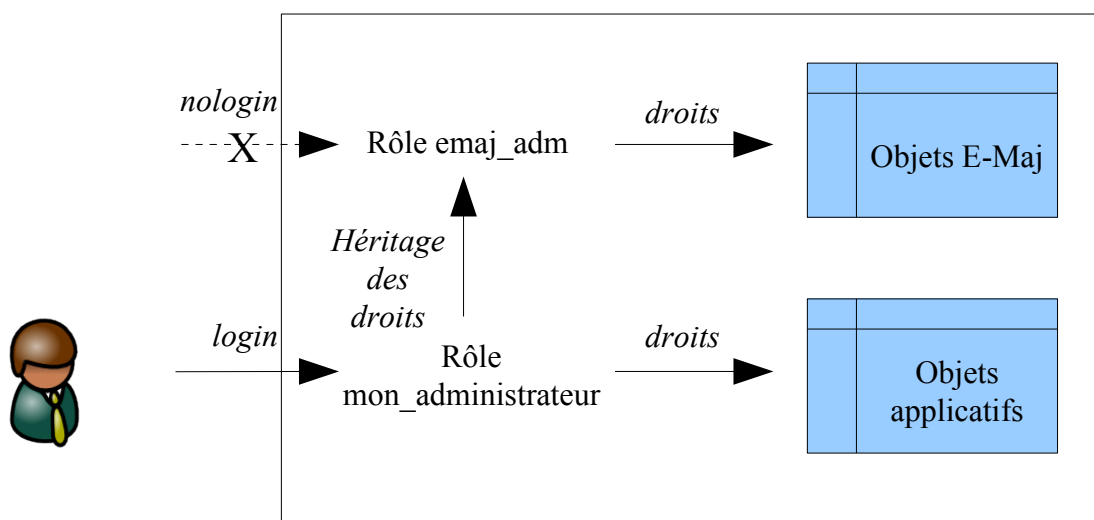 nologin
X
Rôle emaj_adm
droits
Objets E-Maj
Héritage
des
droits
login
Rôle
mon_administrateur
droits
Objets
applicatifs